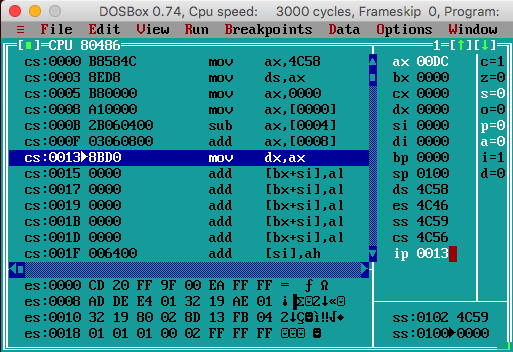 DOSBox 0.74, Cpu speed: 3000 cycles, Frameskip 0, Program:
≡ File Edit View Run Breakpoints Data Options Window
[■]=CPU 80486 1=[↑][↓]
cs:0000 B8584C mov ax,4C58 ax 00DC c=1
cs:0003 8ED8 mov ds,ax bx 0000 z=0
cs:0005 B80000 mov ax,0000 cx 0000 s=0
cs:0008 A10000 mov ax,[0000] dx 0000 o=0
cs:000B 2B060400 sub ax,[0004] si 0000 p=0
cs:000F 03060800 add ax,[0008] di 0000 a=0
cs:0013►8BD0 mov dx,ax bp 0000 i=1
cs:0015 0000 add [bx+si],al sp 0100 d=0
cs:0017 0000 add [bx+si],al ds 4C58
cs:0019 0000 add [bx+si],al es 4C46
cs:001B 0000 add [bx+si],al ss 4C59
cs:001D 0000 add [bx+si],al cs 4C56
cs:001F 006400 add [si],ah ip 0013
es:0000 CD 20 FF 9F 00 EA FF FF = ƒ Ω
es:0008 AD DE E4 01 32 19 AE 01 ¡▐Σ☺2↓«☺ ss:0102 4C59
es:0010 32 19 80 02 8D 13 FB 04 2↓Ç☻ì‼√♦ ss:0100►0000
es:0018 01 01 01 00 02 FF FF FF ☺☺☺ ☻